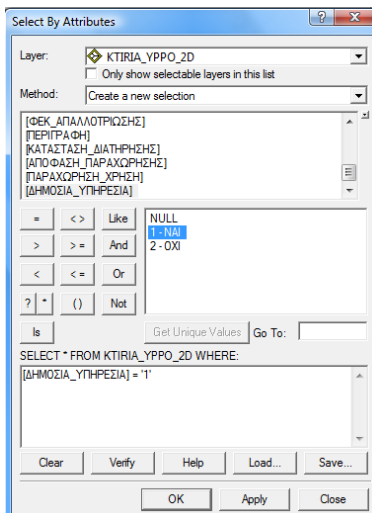 Select By Attributes
Layer: KTIRIA_YPPO_2D
Only show selectable layers in this list
Method: Create a new selection
[ΦΕΚ_ΑΠΑΛΛΟΤΡΙΩΣΗΣ]
[ΠΕΡΙΓΡΑΦΗ]
[ΚΑΤΑΣΤΑΣΗ_ΔΙΑΤΗΡΗΣΗΣ]
[ΑΠΟΦΑΣΗ_ΠΑΡΑΧΩΡΗΣΗΣ]
[ΠΑΡΑΧΩΡΗΣΗ_ΧΡΗΣΗ]
[ΔΗΜΟΣΙΑ_ΥΠΗΡΕΣΙΑ]
= < > Like NULL
1 - ΝΑΙ
> > = And 2 - ΟΧΙ
< < = Or
? * ( ) Not
Is Get Unique Values Go To:
SELECT * FROM KTIRIA_YPPO_2D WHERE:
[ΔΗΜΟΣΙΑ_ΥΠΗΡΕΣΙΑ] = '1'
Clear Verify Help Load... Save...
OK Apply Close